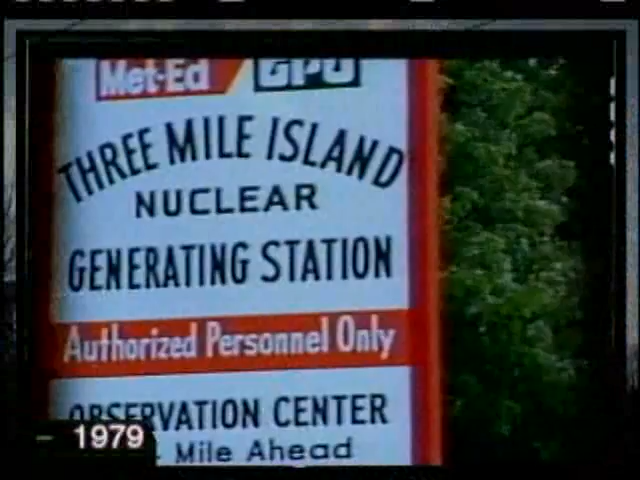 Met-Ed GPU
THREE MILE ISLAND
NUCLEAR
GENERATING STATION
Authorized Personnel Only
OBSERVATION CENTER
Mile Ahead
1979